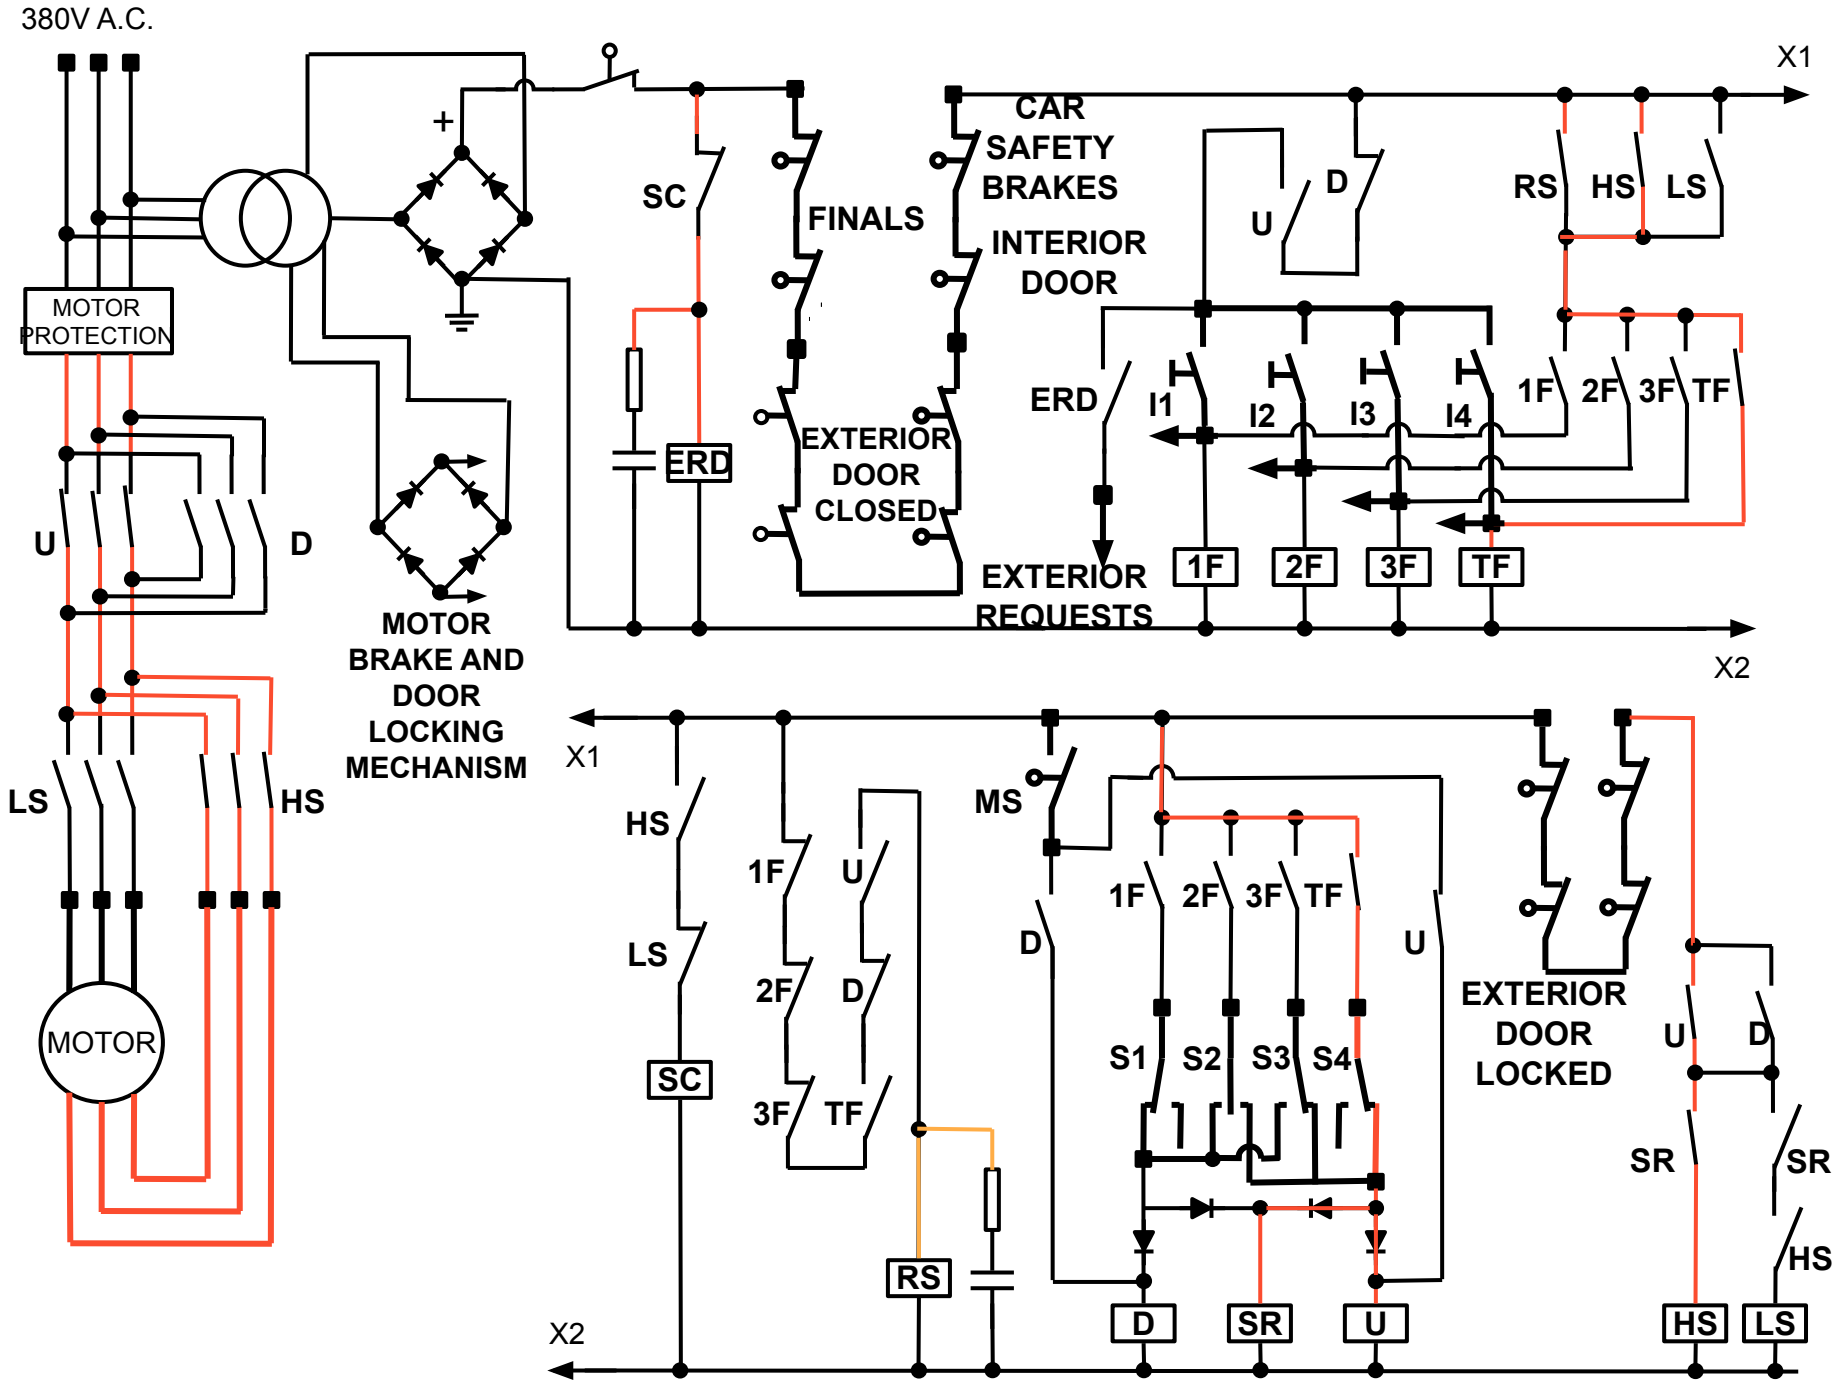 380V A.C.
+
MOTOR
PROTECTION
U
D
LS
HS
MOTOR
MOTOR
BRAKE AND
DOOR
LOCKING
MECHANISM
SC
ERD
FINALS
EXTERIOR
DOOR
CLOSED
CAR
SAFETY
BRAKES
INTERIOR
DOOR
X1
U
D
RS
HS
LS
ERD
I1
I2
I3
I4
1F
2F
3F
TF
EXTERIOR
REQUESTS
1F
2F
3F
TF
X2
X1
HS
LS
SC
1F
2F
3F
U
D
TF
RS
MS
D
1F
2F
3F
TF
U
S1
S2
S3
S4
D
SR
U
EXTERIOR
DOOR
LOCKED
U
D
SR
SR
HS
HS
LS
X2